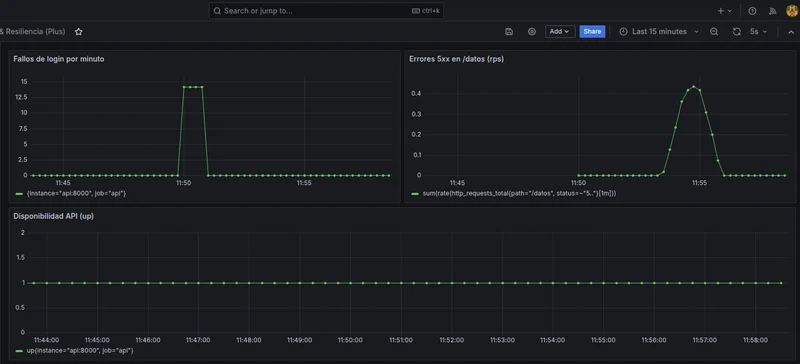 Search or jump to...
ctrl+k
& Resiliencia (Plus)
Add
Share
Last 15 minutes
5s
Fallos de login por minuto
15
12.5
10
7.5
5
2.5
0
11:45
11:50
11:55
{instance="api:8000", job="api"}
Errores 5xx en /datos (rps)
0.4
0.3
0.2
0.1
0
11:45
11:50
11:55
sum(rate(http_requests_total{path="/datos", status=~"5.."}[1m]))
Disponibilidad API (up)
2
1.5
1
0.5
0
11:44:00
11:45:00
11:46:00
11:47:00
11:48:00
11:49:00
11:50:00
11:51:00
11:52:00
11:53:00
11:54:00
11:55:00
11:56:00
11:57:00
11:58:00
up{instance="api:8000", job="api"}